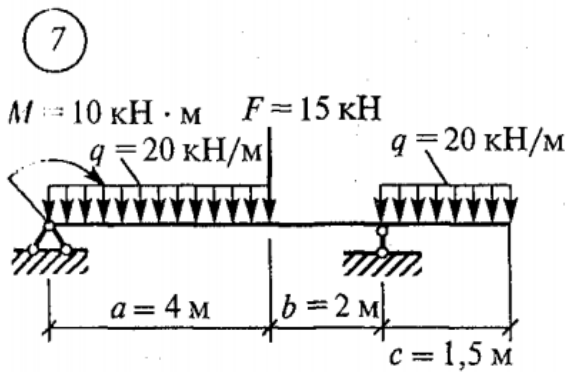 7
M = 10 кН · м F = 15 кН
q = 20 кН/м q = 20 кН/м
a = 4 м b = 2 м
c = 1,5 м